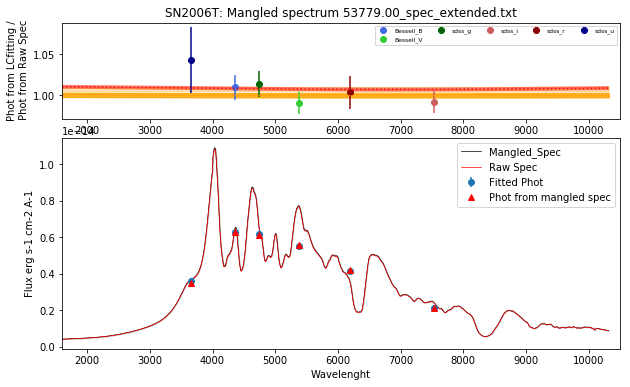 SN2006T: Mangled spectrum 53779.00_spec_extended.txt
Phot from LCfitting /
Phot from Raw Spec
1.05
1.00
Bessell_B
sdss_g
sdss_i
sdss_r
sdss_u
Bessell_V
2000 3000 4000 5000 6000 7000 8000 9000 10000
1e−14
Flux erg s-1 cm-2 A-1
1.0
0.8
0.6
0.4
0.2
0.0
Mangled_Spec
Raw Spec
Fitted Phot
Phot from mangled spec
2000 3000 4000 5000 6000 7000 8000 9000 10000
Wavelenght